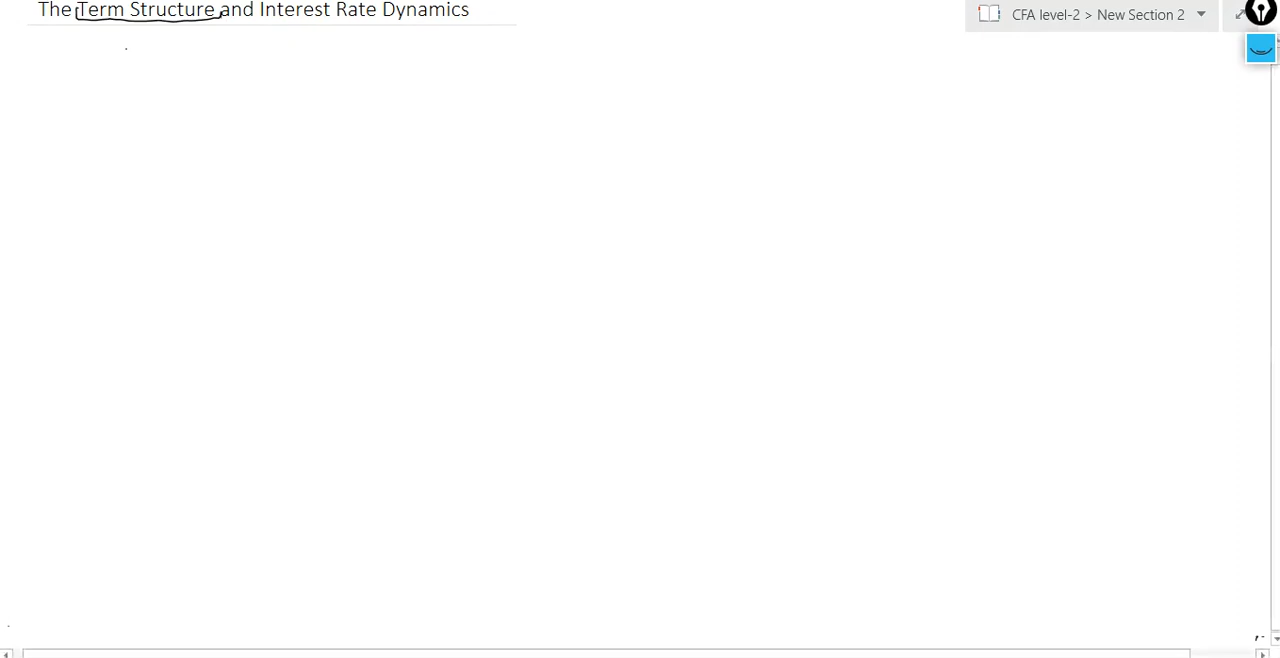 The Term Structure and Interest Rate Dynamics
CFA level-2 > New Section 2